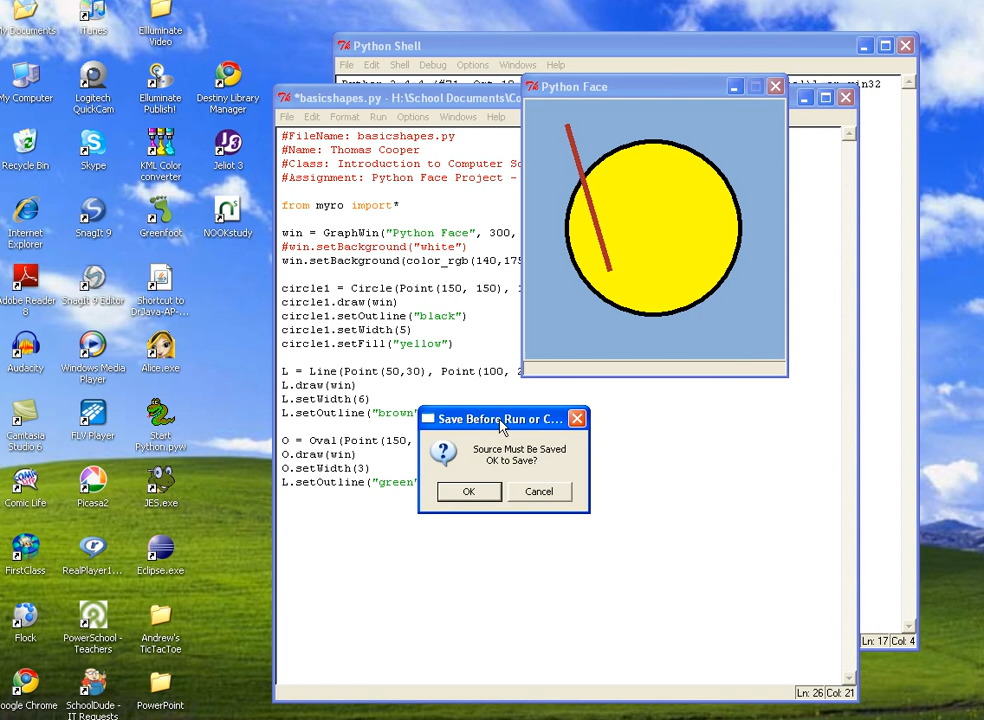 My Documents
iTunes
Elluminate Video
My Computer
Logitech QuickCam
Elluminate Publish!
Destiny Library Manager
Recycle Bin
Skype
KML Color converter
Jeliot 3
Internet Explorer
SnagIt 9
Greenfoot
NOOKstudy
Adobe Reader 8
SnagIt 9 Editor
Shortcut to DrJava-AP-...
Audacity
Windows Media Player
Alice.exe
Camtasia Studio 6
FLV Player
Start Python.pyw
Comic Life
Picasa2
JES.exe
FirstClass
RealPlayer1...
Eclipse.exe
Flock
PowerSchool - Teachers
Andrew's TicTacToe
Google Chrome
SchoolDude - IT Requests
PowerPoint
Python Shell
File Edit Shell Debug Options Windows Help
Ln: 17 Col: 4
*basicshapes.py - H:\School Documents\Co
File Edit Format Run Options Windows Help
#FileName: basicshapes.py
#Name: Thomas Cooper
#Class: Introduction to Computer Sc
#Assignment: Python Face Project -
from myro import*
win = GraphWin("Python Face", 300,
#win.setBackground("white")
win.setBackground(color_rgb(140,175
circle1 = Circle(Point(150, 150), 1
circle1.draw(win)
circle1.setOutline("black")
circle1.setWidth(5)
circle1.setFill("yellow")
L = Line(Point(50,30), Point(100, 2
L.draw(win)
L.setWidth(6)
L.setOutline("brown"
O = Oval(Point(150,
O.draw(win)
O.setWidth(3)
L.setOutline("green"
Ln: 26 Col: 21
Python Face
Save Before Run or C...
Source Must Be Saved
OK to Save?
OK
Cancel